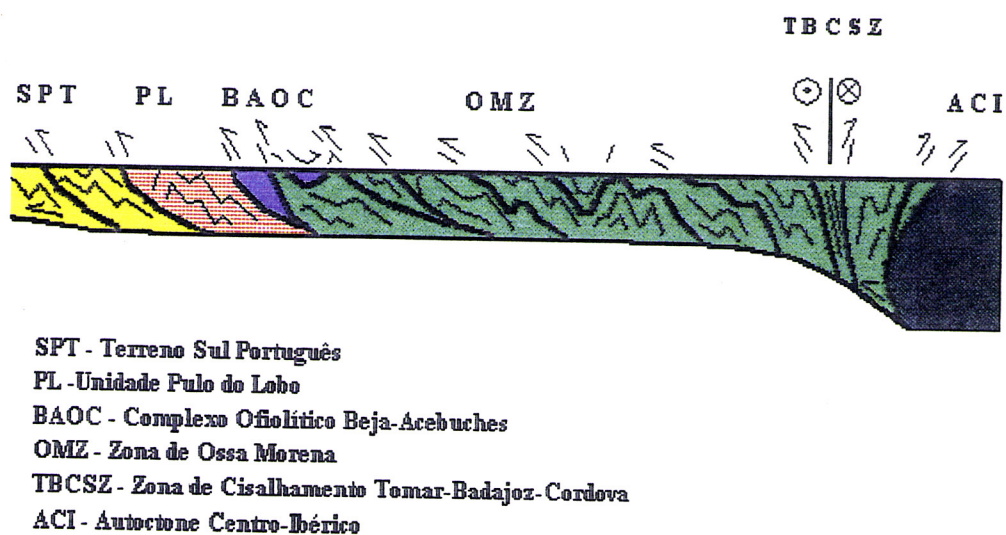 TBCSZ
SPT PL BAOC OMZ ACI
SPT - Terreno Sul Português
PL -Unidade Pulo do Lobo
BAOC - Complexo Ofiolítico Beja-Acebuches
OMZ - Zona de Ossa Morena
TBCSZ - Zona de Cisalhamento Tomar-Badajoz-Cordova
ACI - Autoctone Centro-Ibérico